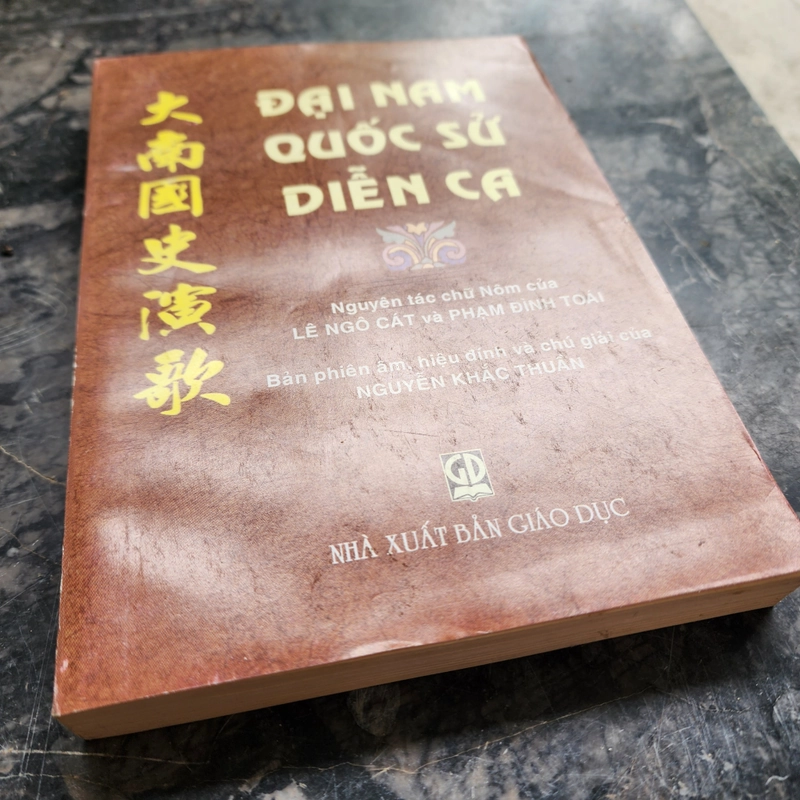 大南國史演歌
ĐẠI NAM
QUỐC SỬ
DIỄN CA
Nguyên tác chữ Nôm của
LÊ NGÔ CÁT và PHẠM ĐÌNH TOÁI
Bản phiên âm, hiệu đính và chú giải của
NGUYỄN KHẮC THUẦN
GD
NHÀ XUẤT BẢN GIÁO DỤC